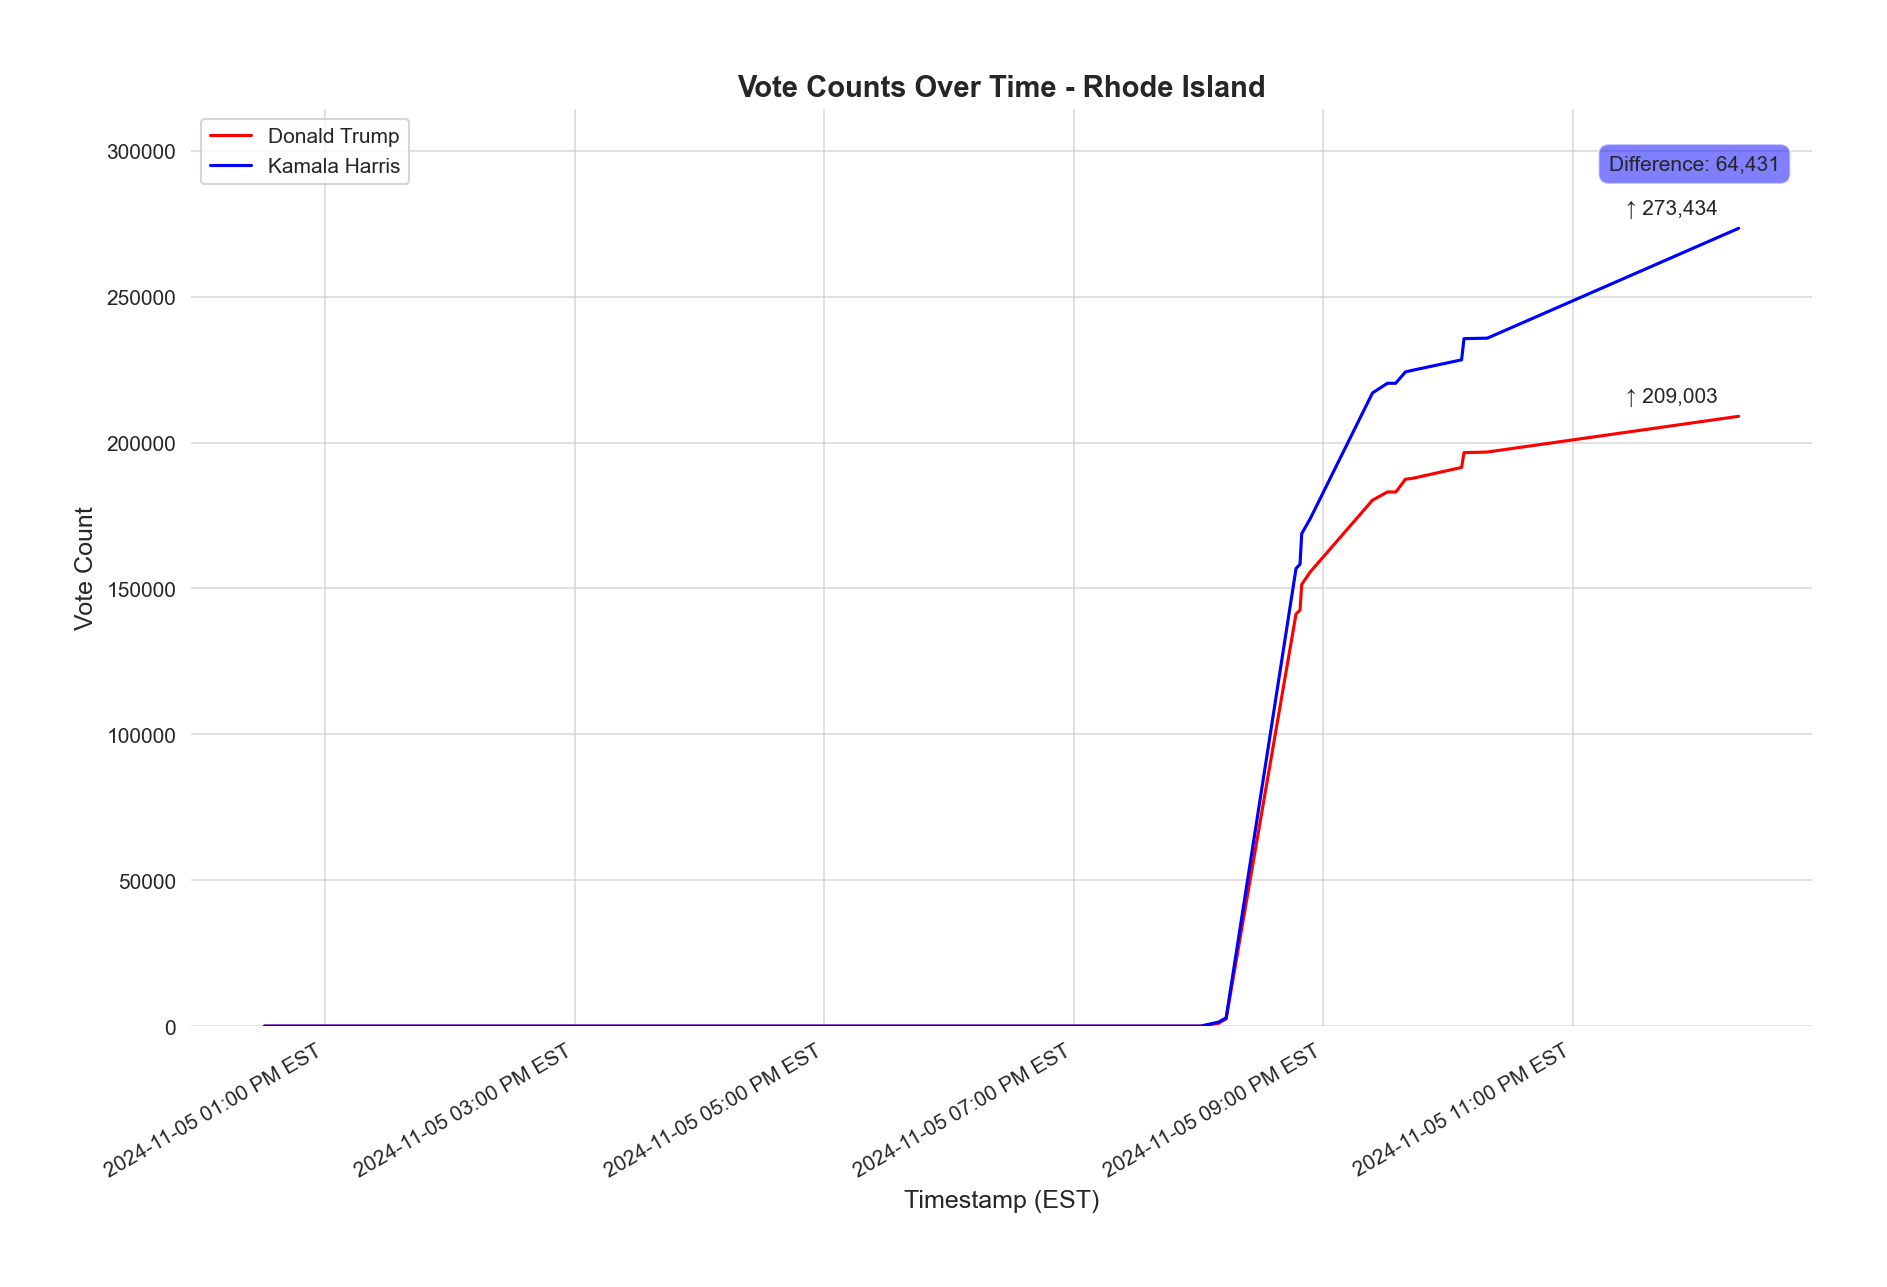 Vote Counts Over Time - Rhode Island
Donald Trump
Kamala Harris
Difference: 64,431
↑ 273,434
↑ 209,003
Vote Count
300000
250000
200000
150000
100000
50000
0
2024-11-05 01:00 PM EST
2024-11-05 03:00 PM EST
2024-11-05 05:00 PM EST
2024-11-05 07:00 PM EST
2024-11-05 09:00 PM EST
2024-11-05 11:00 PM EST
Timestamp (EST)